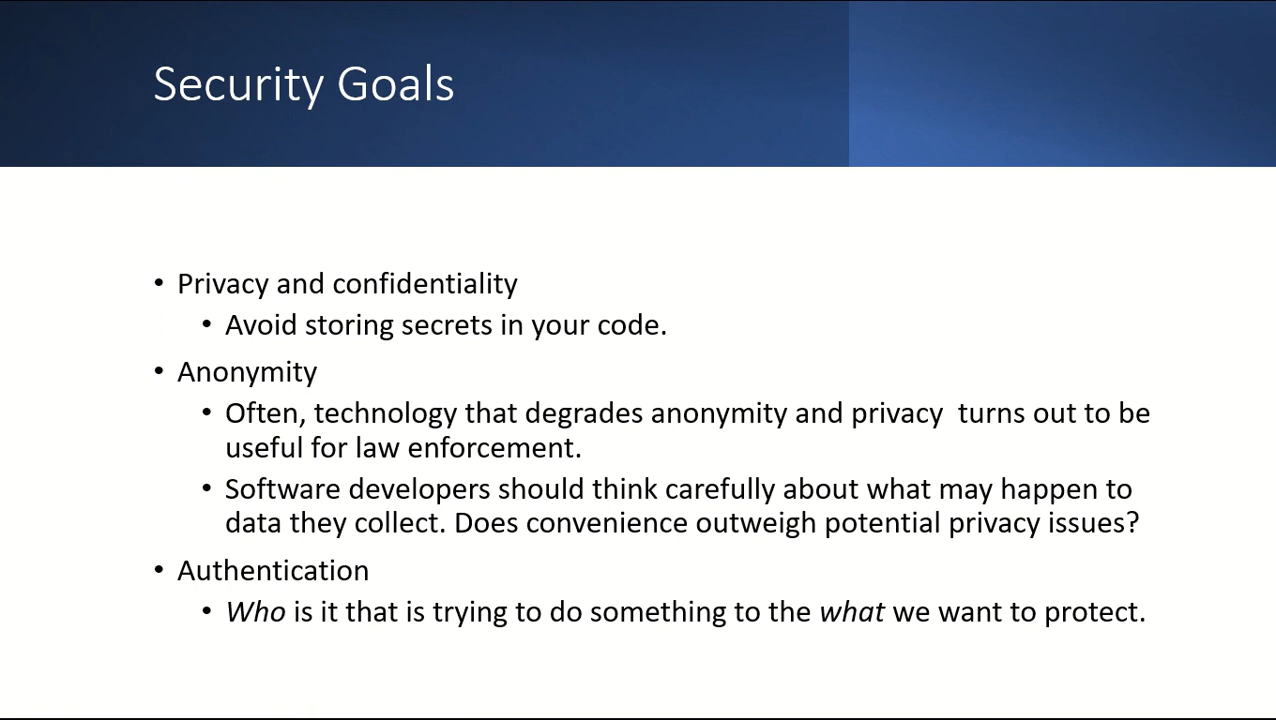 Security Goals
• Privacy and confidentiality
• Avoid storing secrets in your code.
• Anonymity
• Often, technology that degrades anonymity and privacy  turns out to be
useful for law enforcement.
• Software developers should think carefully about what may happen to
data they collect. Does convenience outweigh potential privacy issues?
• Authentication
• Who is it that is trying to do something to the what we want to protect.